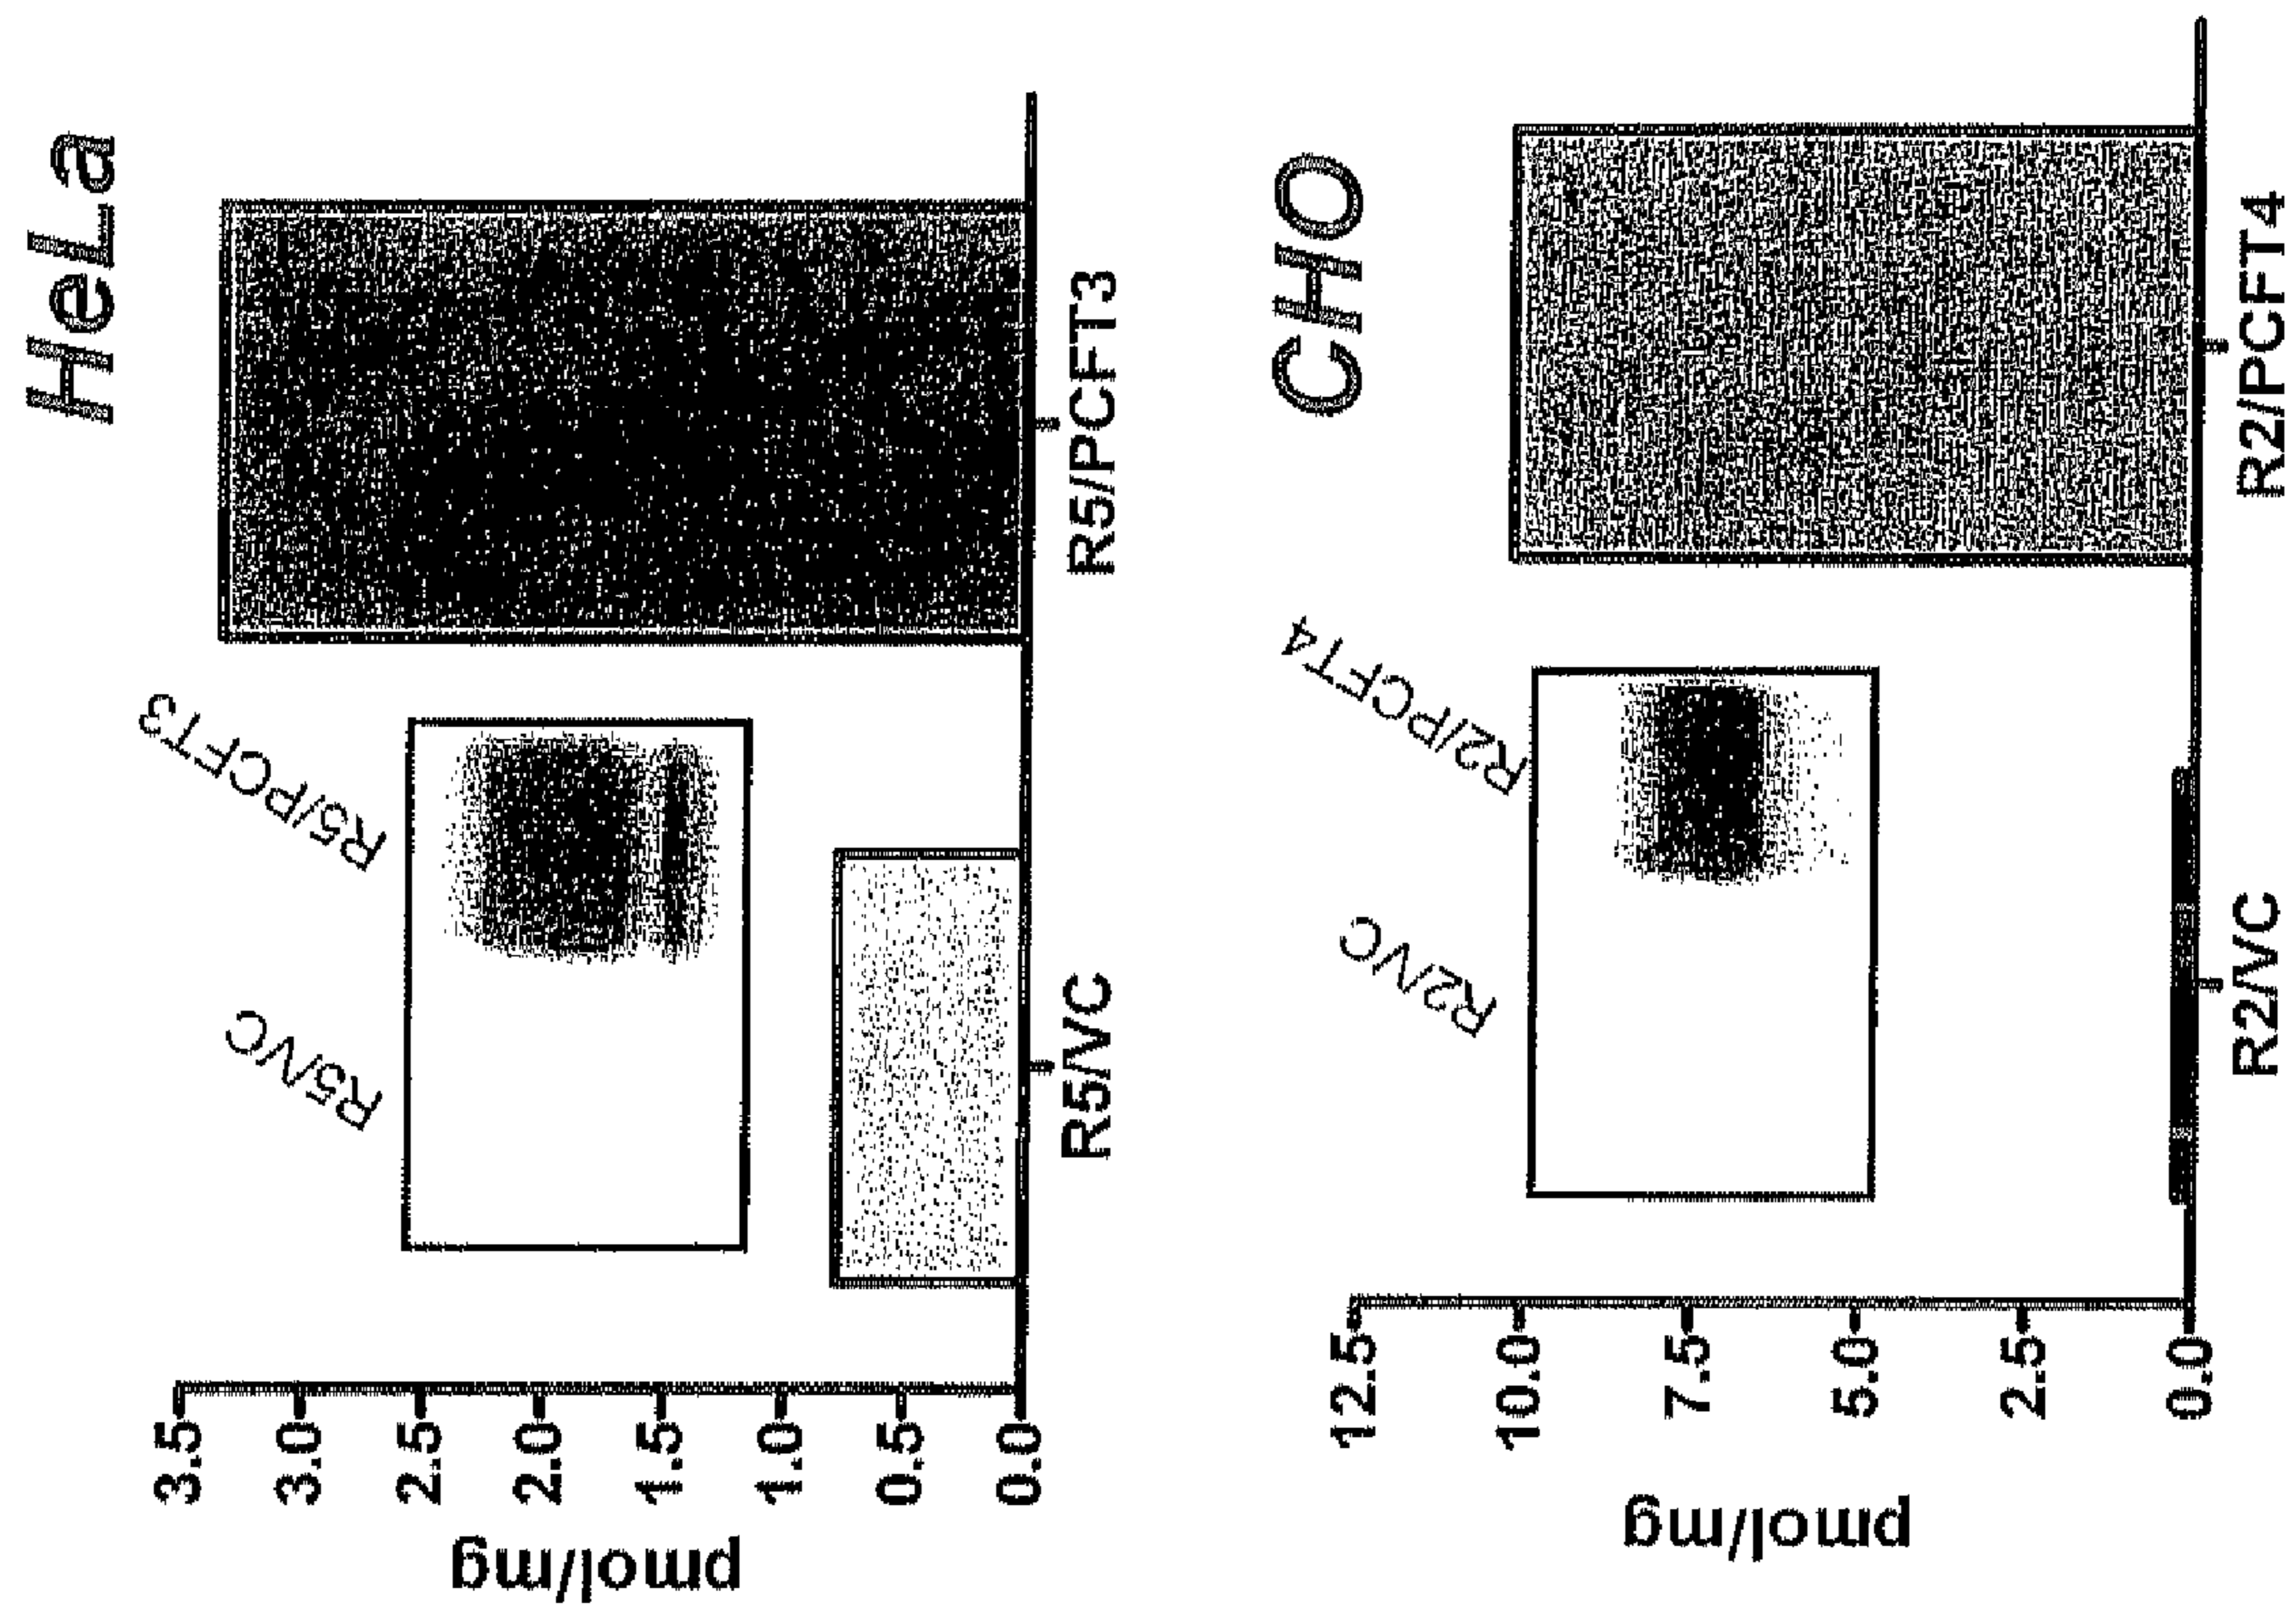 HeLa
3.5
3.0
2.5
2.0
1.5
1.0
0.5
0.0
pmol/mg
R5/VC
R5/PCFT3
R5/VC
R5/PCFT3
CHO
12.5
10.0
7.5
5.0
2.5
0.0
pmol/mg
R2/VC
R2/PCFT4
R2/VC
R2/PCFT4